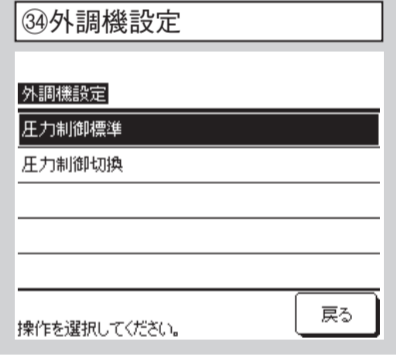 ㉞外調機設定
外調機設定
圧力制御標準
圧力制御切換
操作を選択してください。
戻る